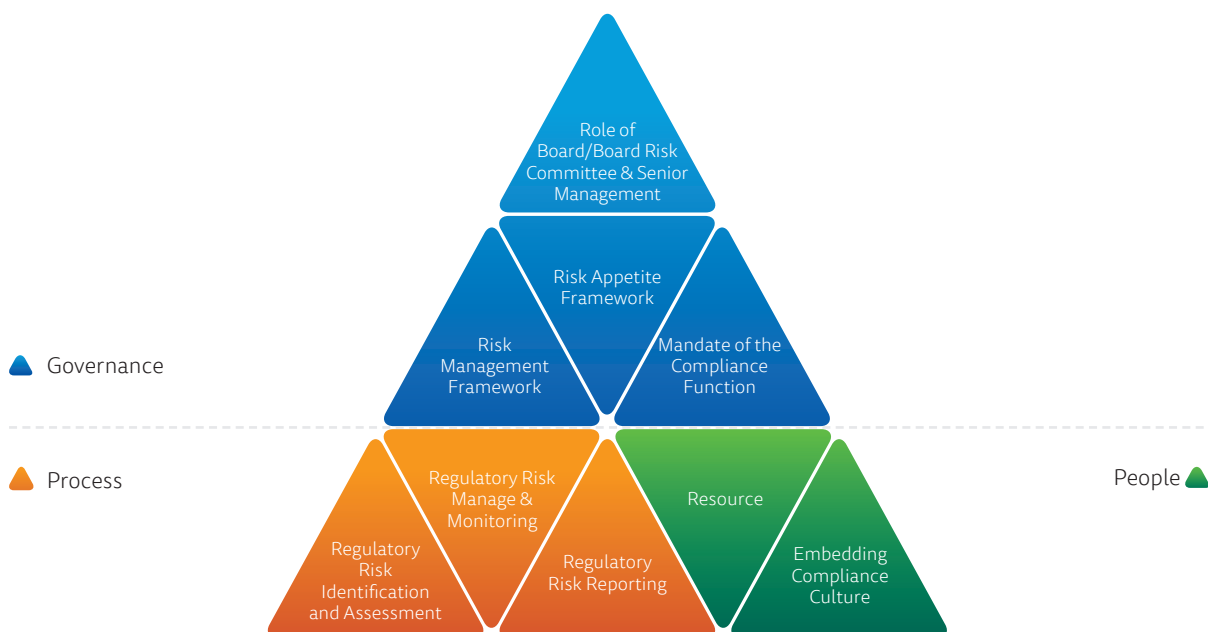 Role of
Board/Board Risk
Committee & Senior
Management
Risk Appetite
Framework
Risk
Management
Framework
Mandate of the
Compliance
Function
Governance
Process
People
Regulatory Risk
Manage &
Monitoring
Resource
Regulatory
Risk
Identification
and Assessment
Regulatory
Risk Reporting
Embedding
Compliance
Culture